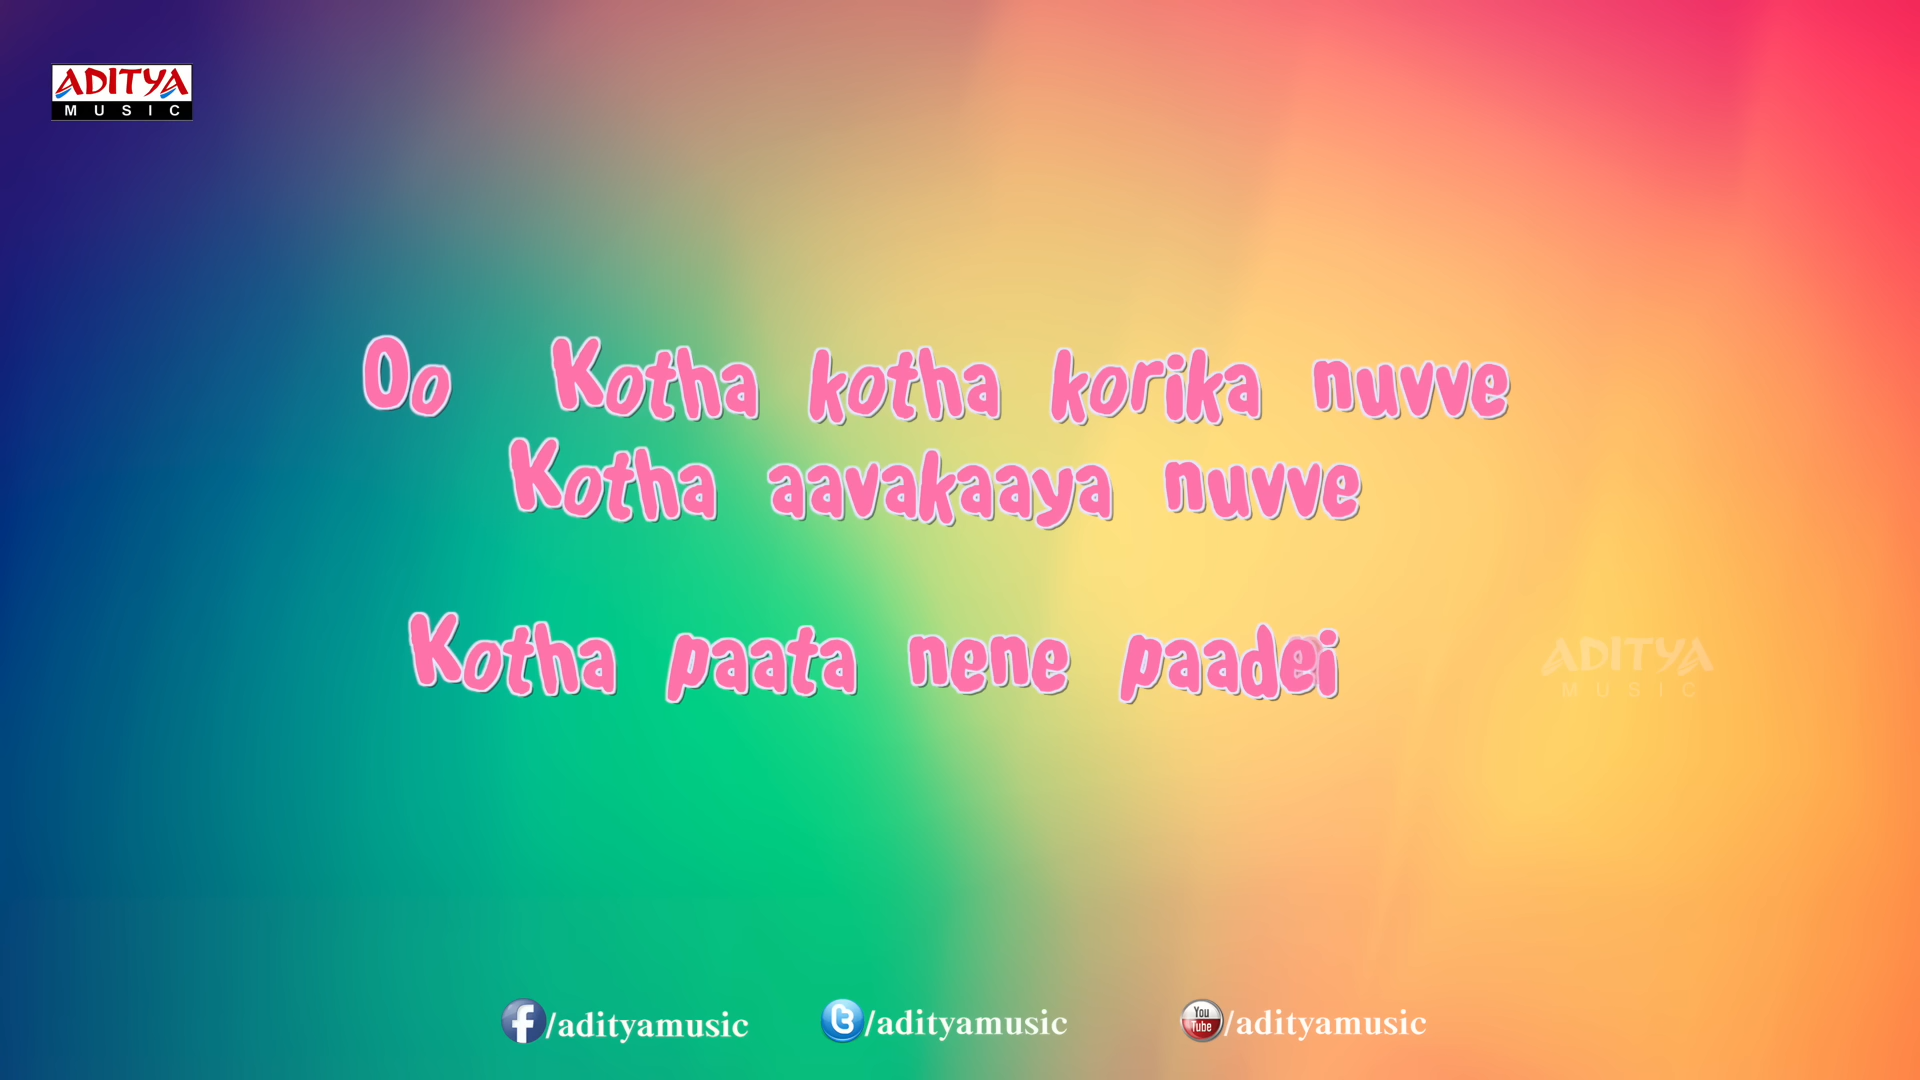 ADITYA
MUSIC
Oo Kotha kotha korika nuvve
Kotha aavakaaya nuvve
Kotha paata nene
ADITYA
MUSIC
/adityamusic /adityamusic /adityamusic
You
Tube